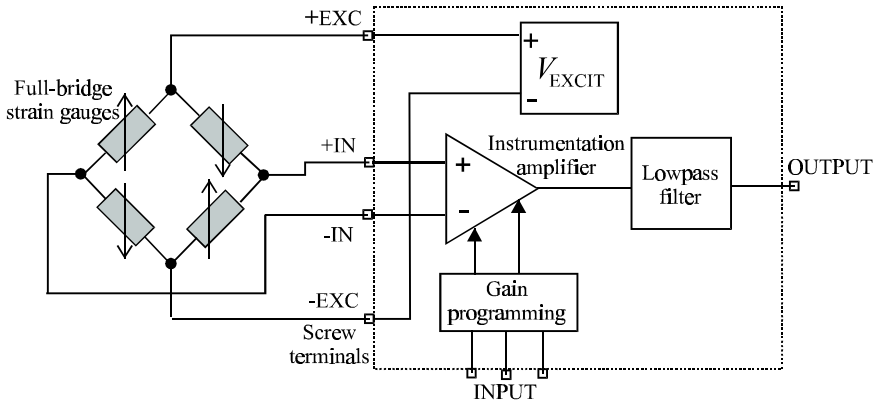 +EXC
Full-bridge
strain gauges
+
V EXCIT
-
+IN
+
Instrumentation
amplifier
Lowpass
filter
OUTPUT
-
-IN
-EXC
Screw
terminals
Gain
programming
INPUT